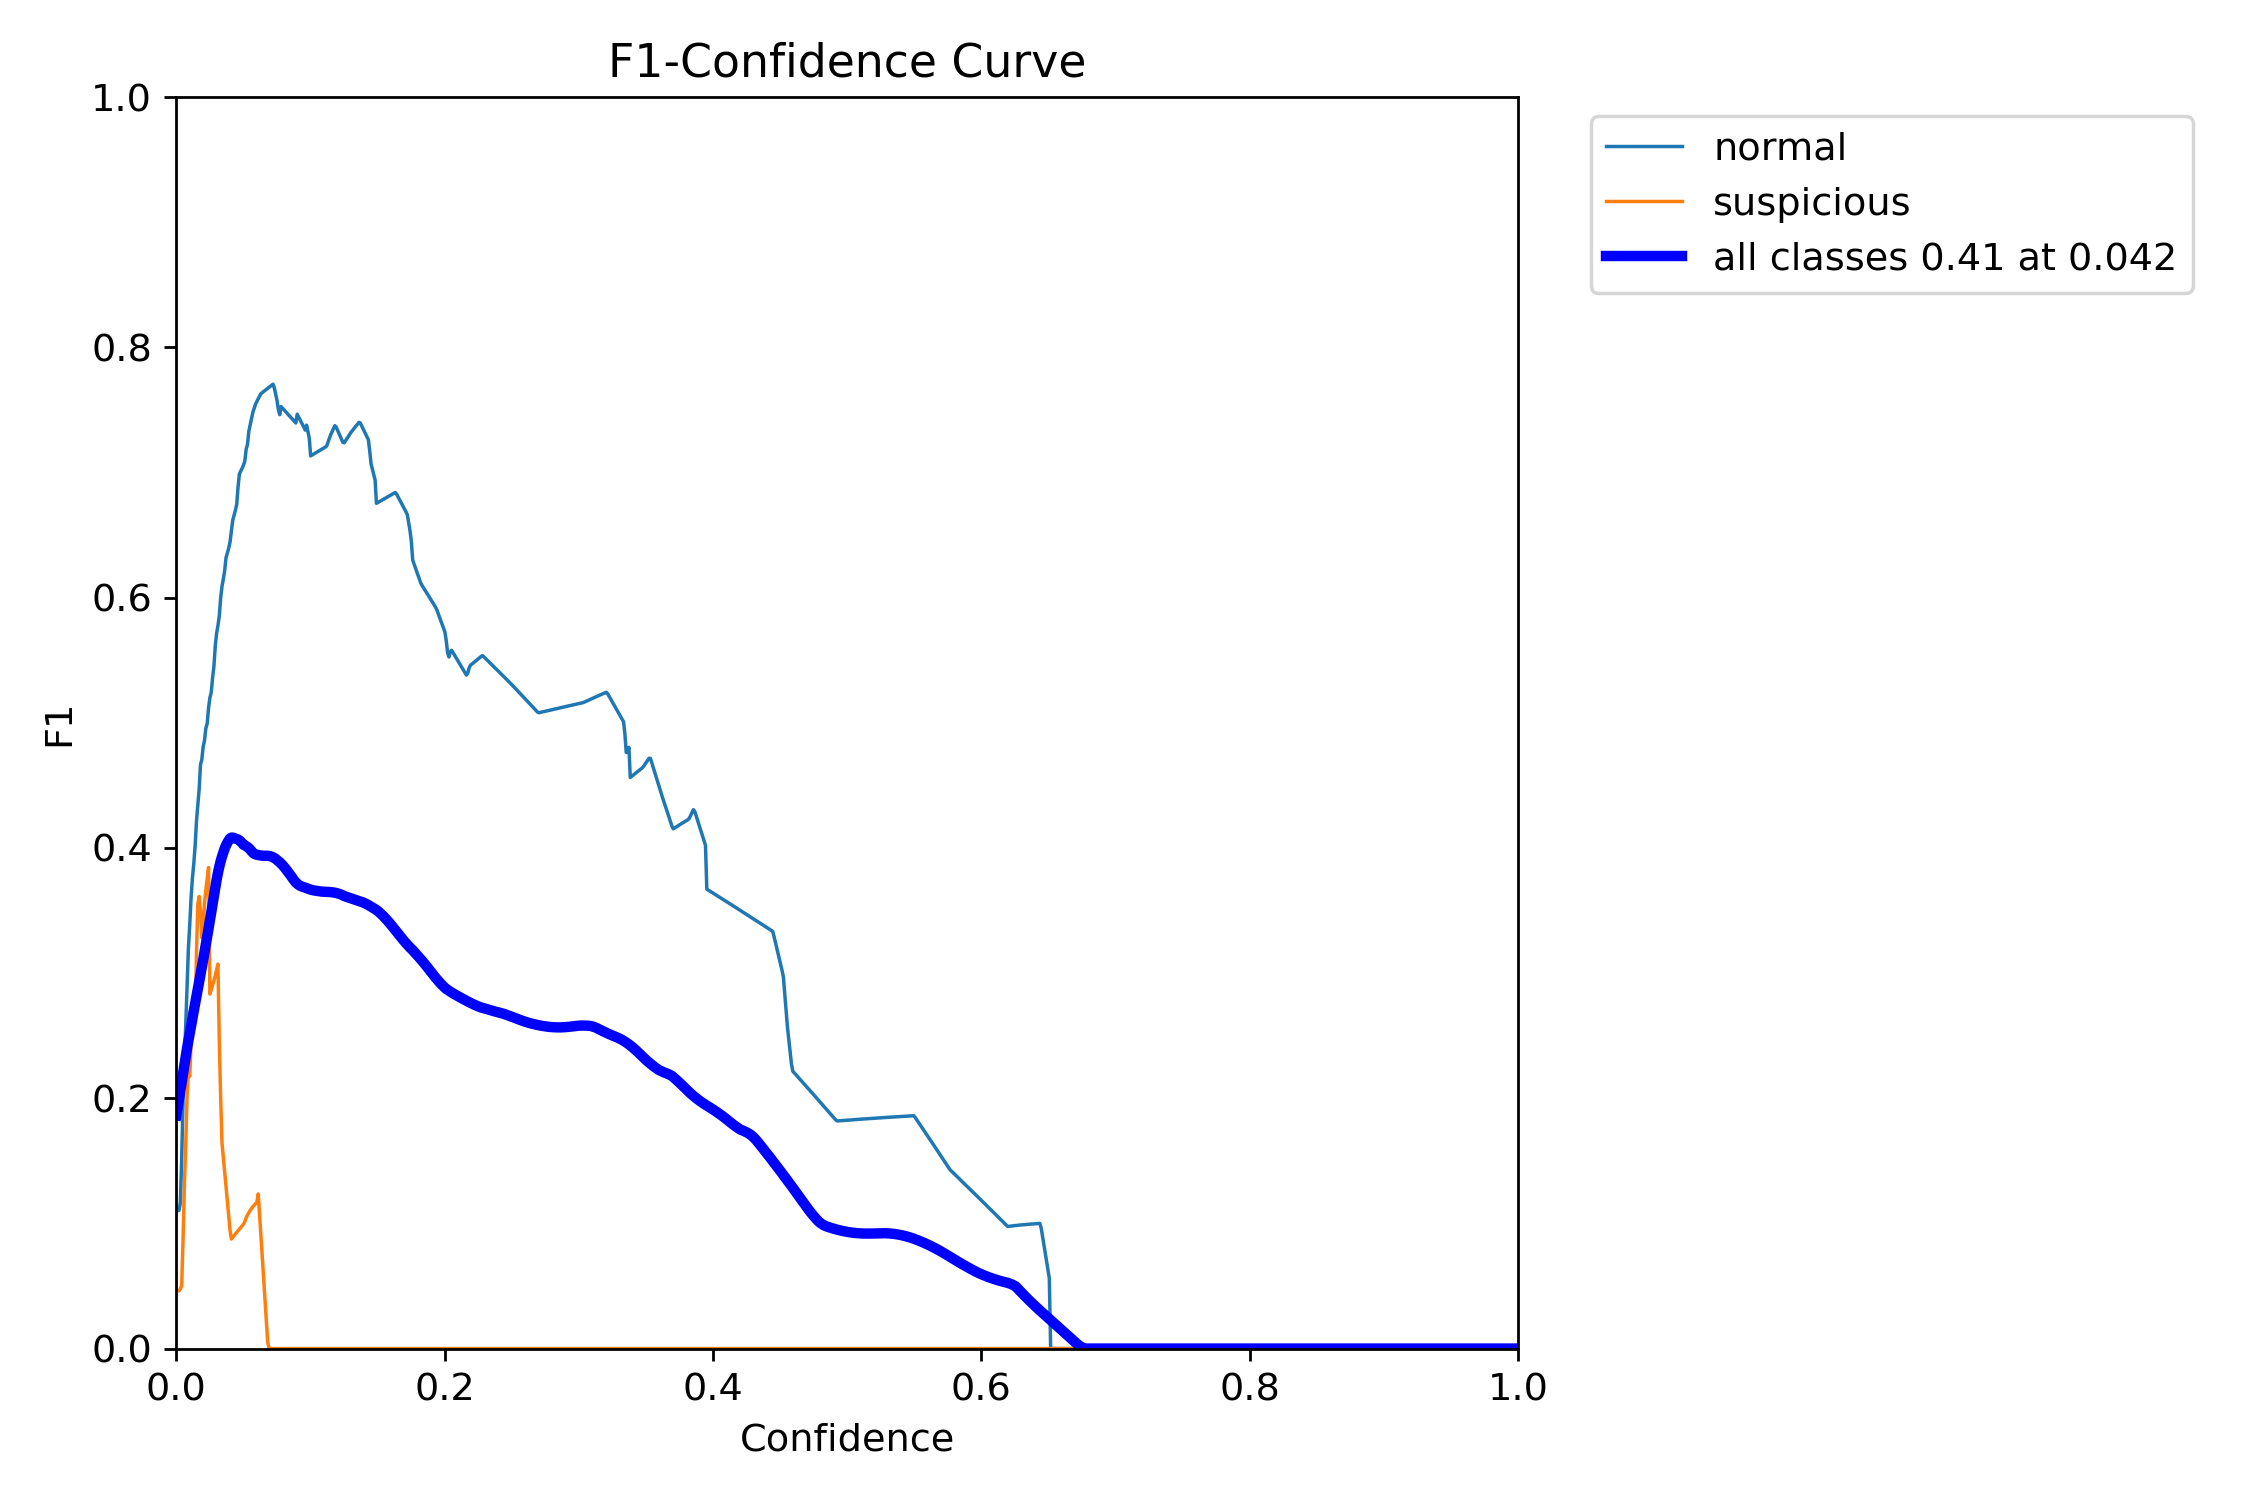 F1-Confidence Curve
normal
suspicious
all classes 0.41 at 0.042
1.0
0.8
0.6
0.4
0.2
0.0
F1
0.0 0.2 0.4 0.6 0.8 1.0
Confidence